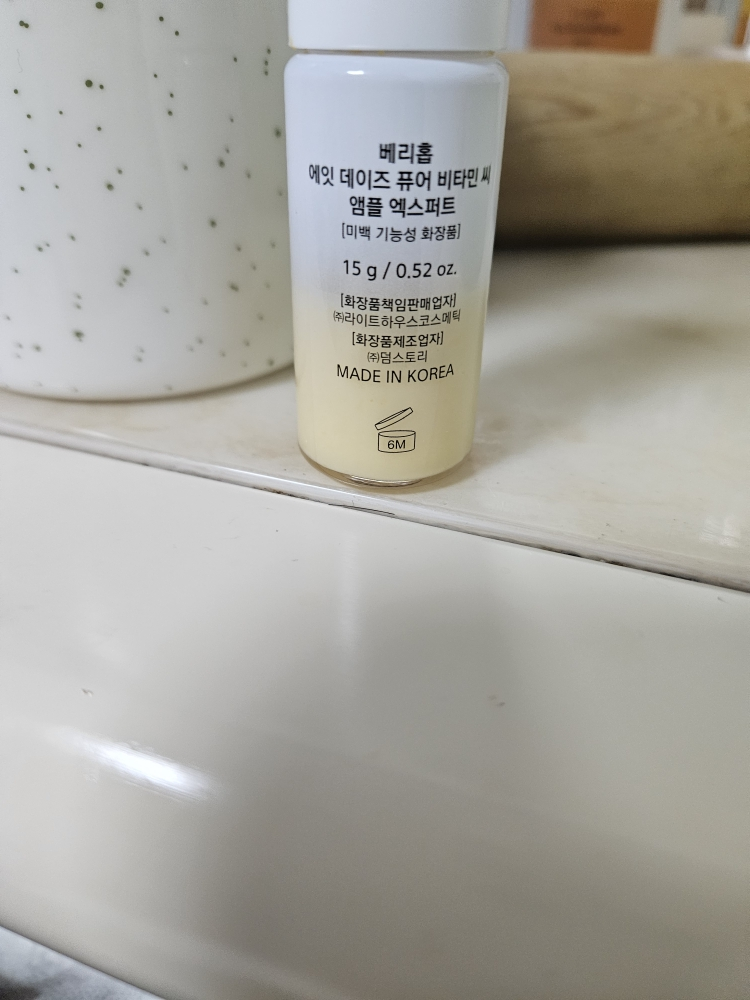 베리홉
에잇 데이즈 퓨어 비타민 씨
앰플 엑스퍼트
[미백 기능성 화장품]
15 g / 0.52 oz.
[화장품책임판매업자]
㈜라이트하우스코스메틱
[화장품제조업자]
㈜덤스토리
MADE IN KOREA
6M